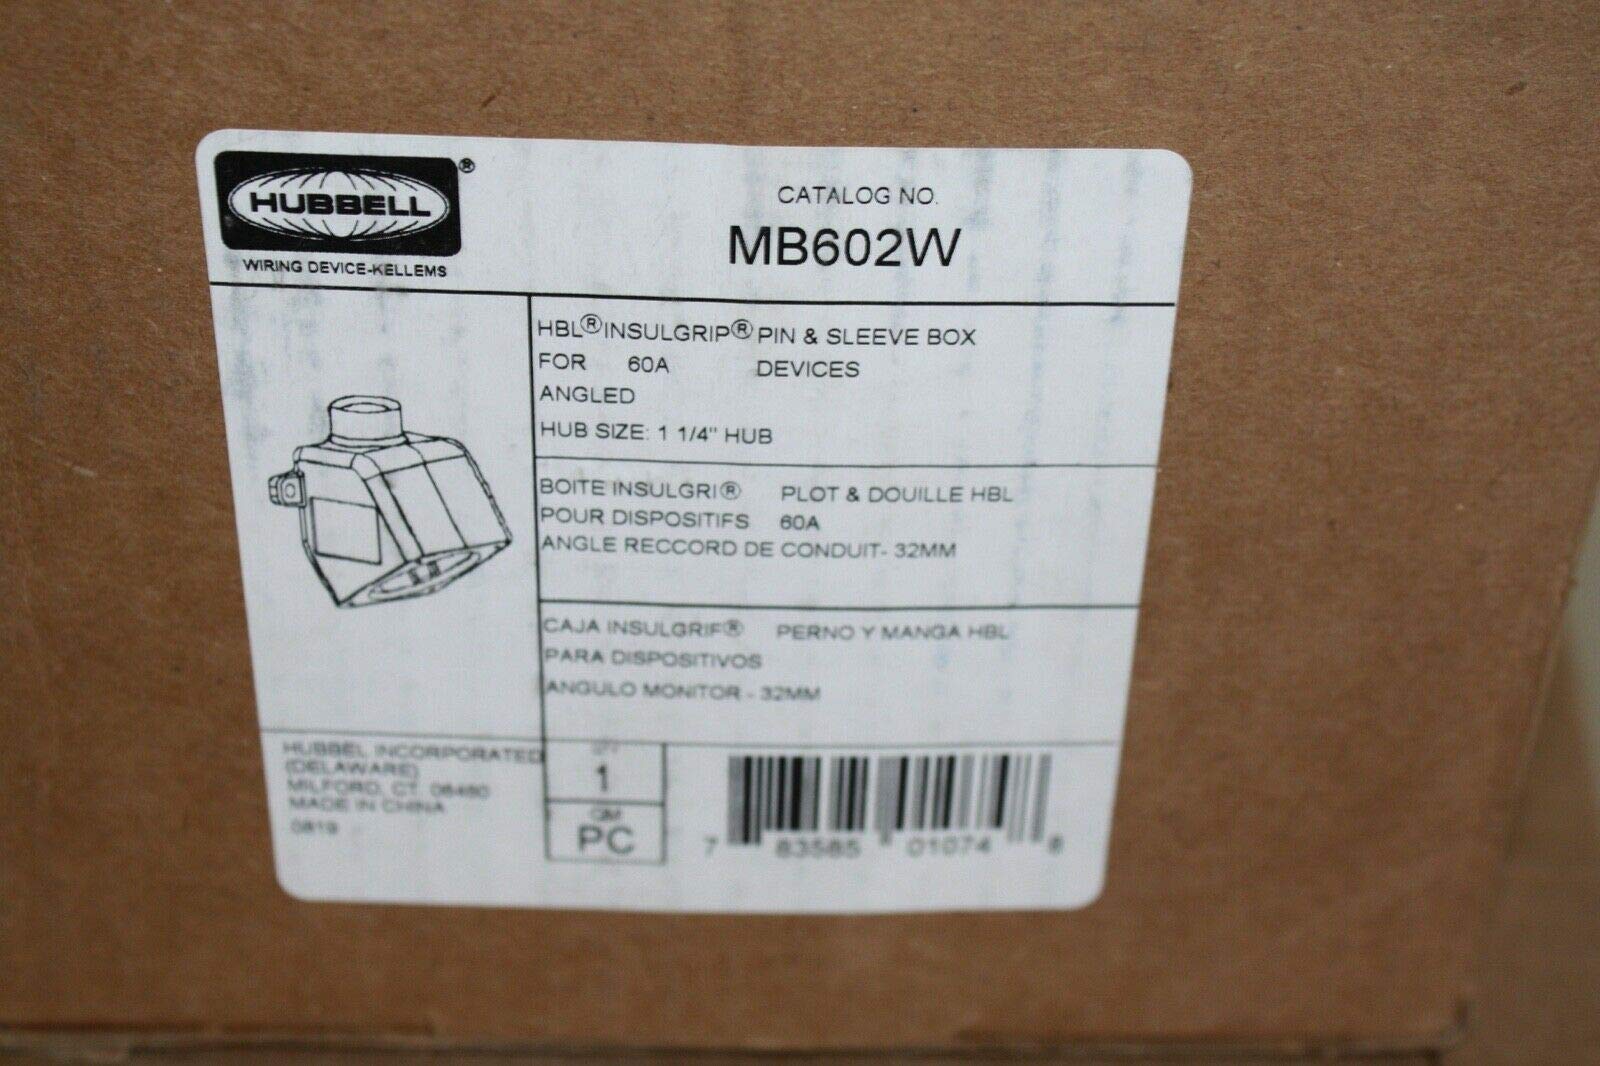 HUBBELL®
WIRING DEVICE-KELLEMS
CATALOG NO.
MB602W
HBL® INSULGRIP® PIN & SLEEVE BOX
FOR 60A DEVICES
ANGLED
HUB SIZE: 1 1/4" HUB
BOITE INSULGRI® PLOT & DOUILLE HBL
POUR DISPOSITIFS 60A
ANGLE RECCORD DE CONDUIT- 32MM
CAJA INSULGRIF® PERNO Y MANGA HBL
PARA DISPOSITIVOS
ANGULO MONITOR - 32MM
HUBBEL INCORPORATED
(DELAWARE)
MILFORD, CT. 06460
MADE IN CHINA
0819
QTY
1
PC
7 83585 01074 8